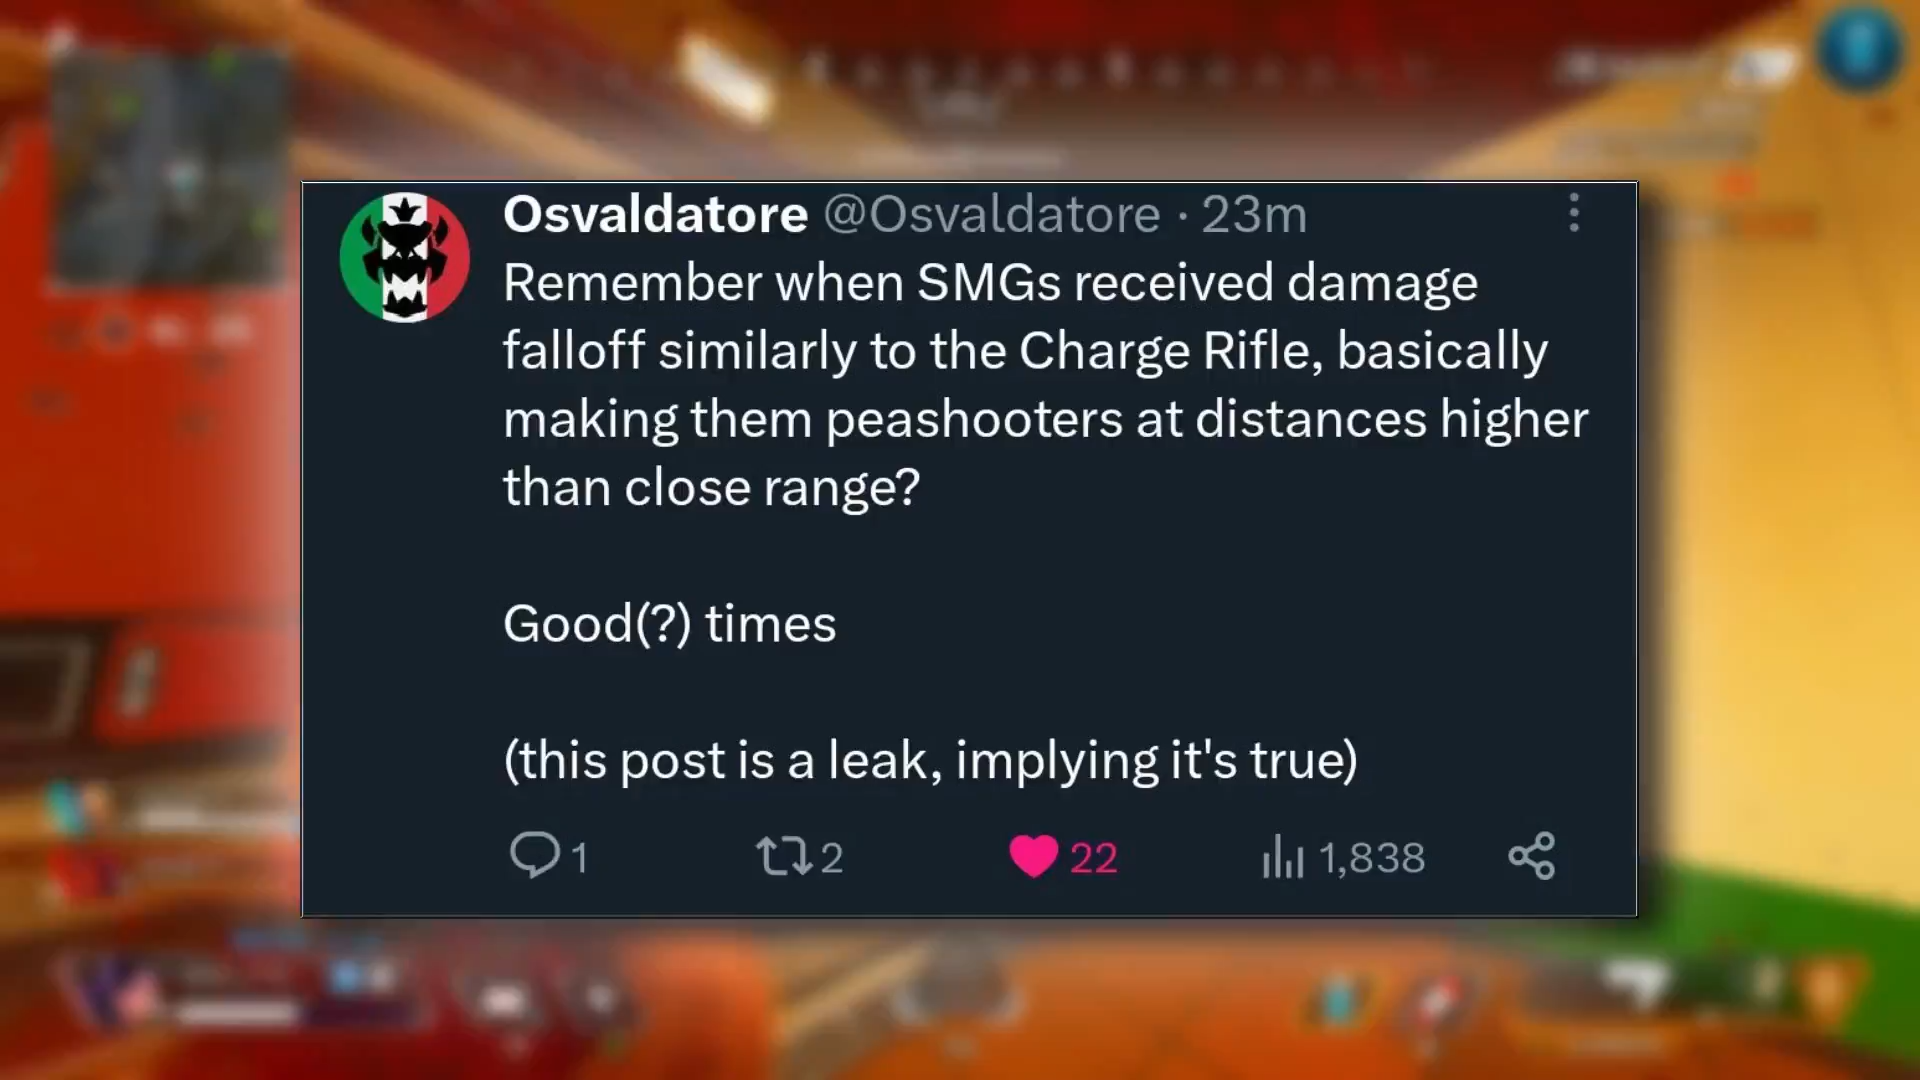 Osvaldatore @Osvaldatore · 23m
Remember when SMGs received damage
falloff similarly to the Charge Rifle, basically
making them peashooters at distances higher
than close range?
Good(?) times
(this post is a leak, implying it's true)
1 2 22 1,838